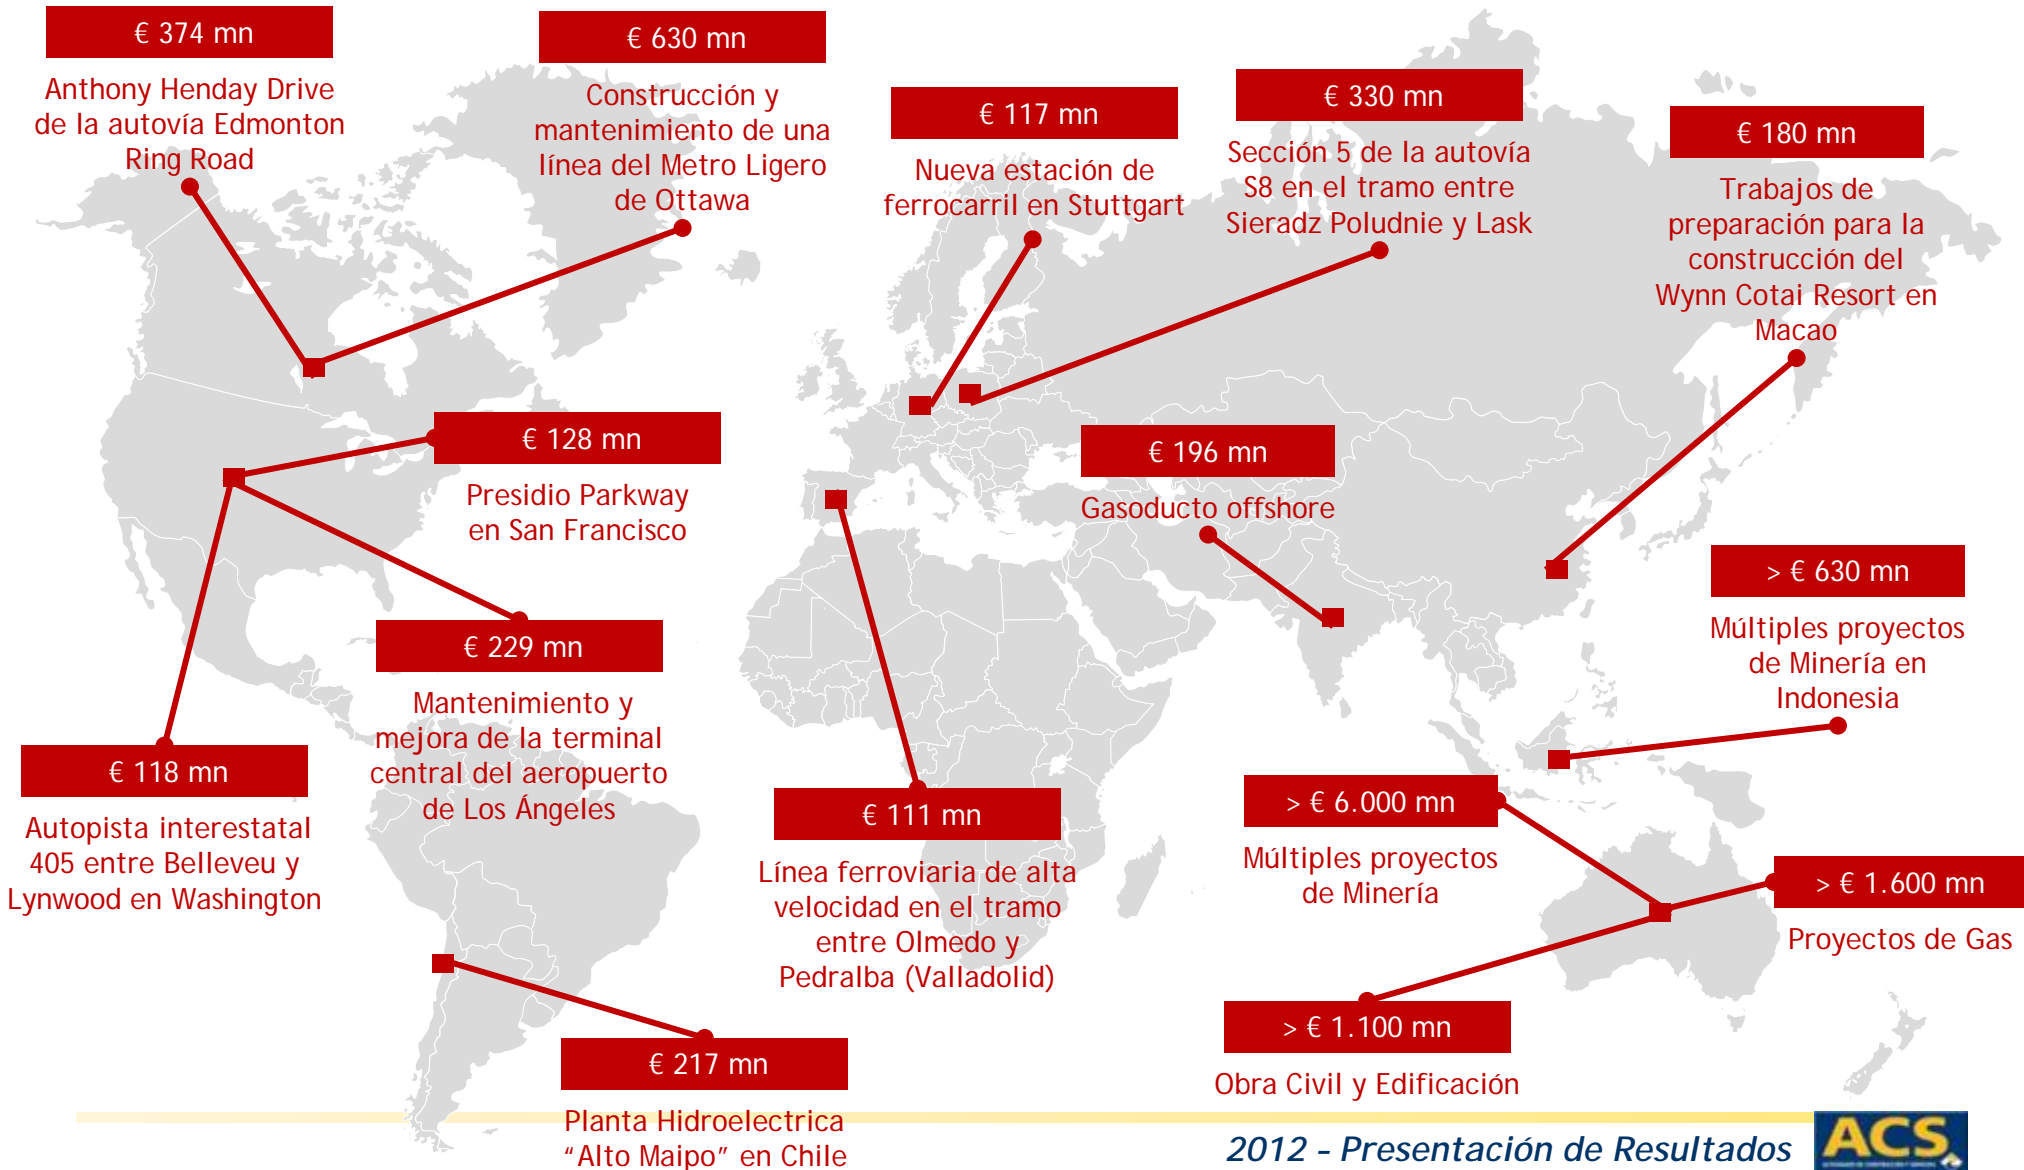 € 374 mn
Anthony Henday Drive
de la autovía Edmonton
Ring Road
€ 630 mn
Construcción y
mantenimiento de una
línea del Metro Ligero
de Ottawa
€ 117 mn
Nueva estación de
ferrocarril en Stuttgart
€ 330 mn
Sección 5 de la autovía
S8 en el tramo entre
Sieradz Poludnie y Lask
€ 180 mn
Trabajos de
preparación para la
construcción del
Wynn Cotai Resort en
Macao
€ 128 mn
Presidio Parkway
en San Francisco
€ 196 mn
Gasoducto offshore
> € 630 mn
Múltiples proyectos
de Minería en
Indonesia
€ 229 mn
Mantenimiento y
mejora de la terminal
central del aeropuerto
de Los Ángeles
€ 118 mn
Autopista interestatal
405 entre Belleveu y
Lynwood en Washington
€ 111 mn
Línea ferroviaria de alta
velocidad en el tramo
entre Olmedo y
Pedralba (Valladolid)
> € 6.000 mn
Múltiples proyectos
de Minería
> € 1.600 mn
Proyectos de Gas
> € 1.100 mn
Obra Civil y Edificación
€ 217 mn
Planta Hidroelectrica
“Alto Maipo” en Chile
2012 - Presentación de Resultados
ACS